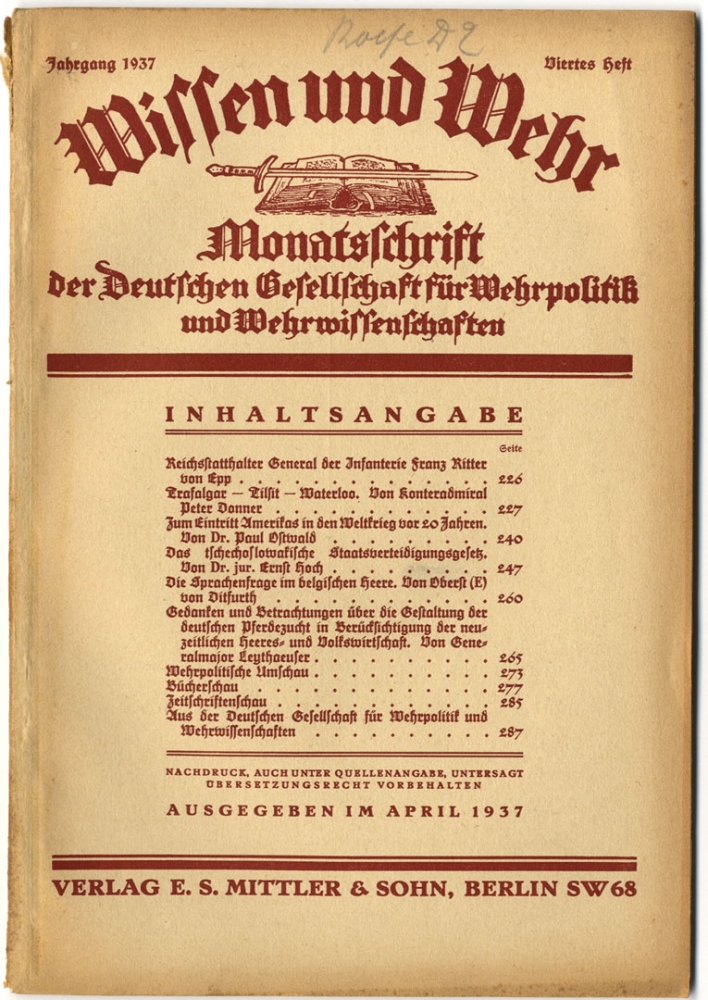 Jahrgang 1937
Viertes Heft
Wissen und Wehr
Monatsschrift
der Deutschen Gesellschaft für Wehrpolitik
und Wehrwissenschaften
INHALTSANGABE
Seite
Reichsstatthalter General der Infanterie Franz Ritter
von Epp . . . . . . . . . . . . . . 226
Trafalgar — Tilsit — Waterloo. Von Konteradmiral
Peter Donner . . . . . . . . . . . . 227
Zum Eintritt Amerikas in den Weltkrieg vor 20 Jahren.
Von Dr. Paul Ostwald . . . . . . . . . 240
Das tschechoslowakische Staatsverteidigungsgesetz.
Von Dr. jur. Ernst Hoch . . . . . . . . . 247
Die Sprachenfrage im belgischen Heere. Von Oberst (E)
von Ditfurth . . . . . . . . . . . . 260
Gedanken und Betrachtungen über die Gestaltung der
deutschen Pferdezucht in Berücksichtigung der neu-
zeitlichen Heeres- und Volkswirtschaft. Von Gene-
ralmajor Leythaeuser . . . . . . . . . . 265
Wehrpolitische Umschau . . . . . . . . . . 273
Bücherschau . . . . . . . . . . . . . 277
Zeitschriftenschau . . . . . . . . . . . . 285
Aus der Deutschen Gesellschaft für Wehrpolitik und
Wehrwissenschaften . . . . . . . . . . 287
NACHDRUCK, AUCH UNTER QUELLENANGABE, UNTERSAGT
ÜBERSETZUNGSRECHT VORBEHALTEN
AUSGEGEBEN IM APRIL 1937
VERLAG E. S. MITTLER & SOHN, BERLIN SW 68